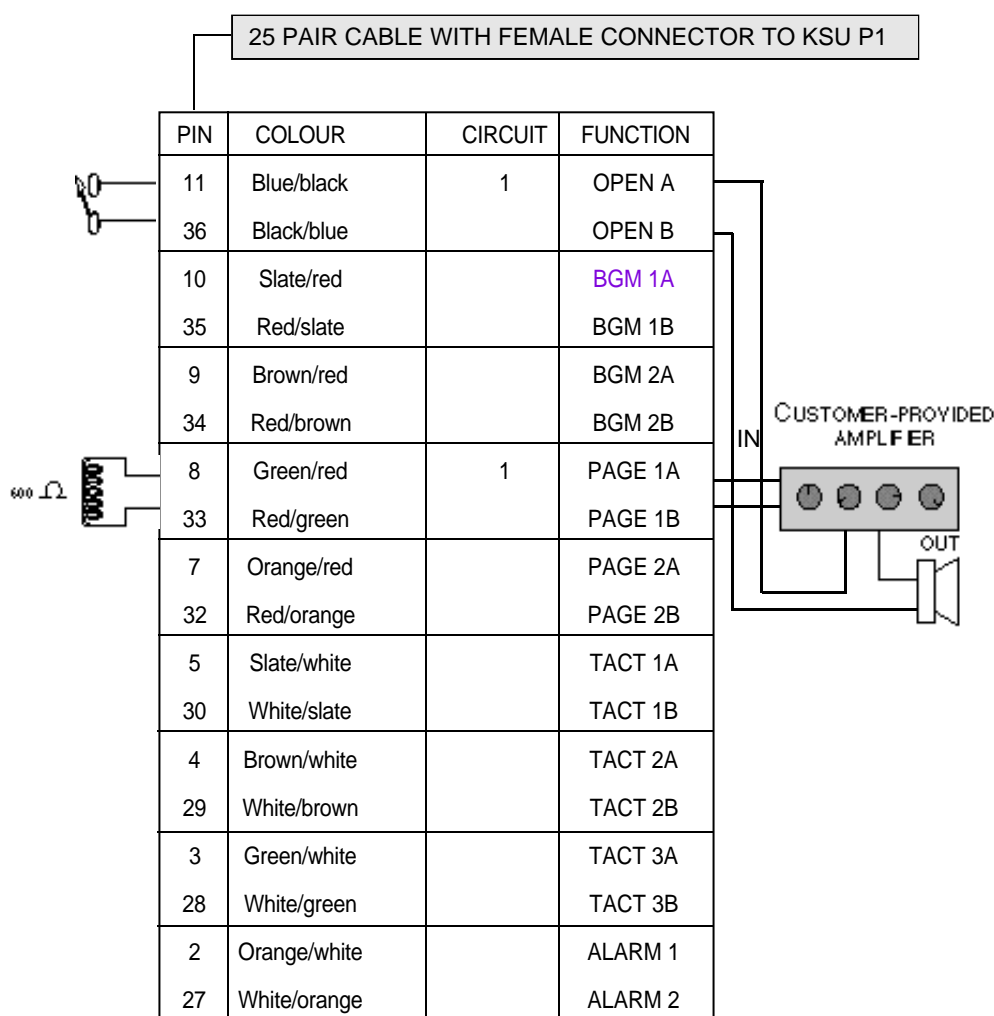 25 PAIR CABLE WITH FEMALE CONNECTOR TO KSU P1
PIN COLOUR CIRCUIT FUNCTION
11 Blue/black 1 OPEN A
36 Black/blue OPEN B
10 Slate/red BGM 1A
35 Red/slate BGM 1B
9 Brown/red BGM 2A
34 Red/brown BGM 2B
8 Green/red 1 PAGE 1A
33 Red/green PAGE 1B
7 Orange/red PAGE 2A
32 Red/orange PAGE 2B
5 Slate/white TACT 1A
30 White/slate TACT 1B
4 Brown/white TACT 2A
29 White/brown TACT 2B
3 Green/white TACT 3A
28 White/green TACT 3B
2 Orange/white ALARM 1
27 White/orange ALARM 2
600 Ω
IN
CUSTOMER-PROVIDED
AMPLIFIER
OUT